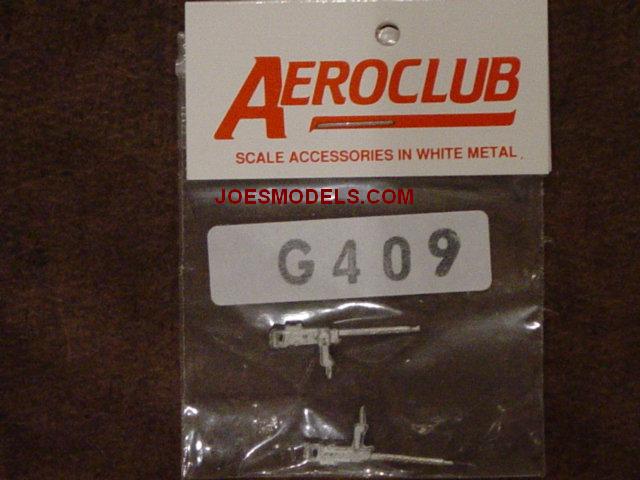 AEROCLUB
SCALE ACCESSORIES IN WHITE METAL.
JOESMODELS.COM
G409